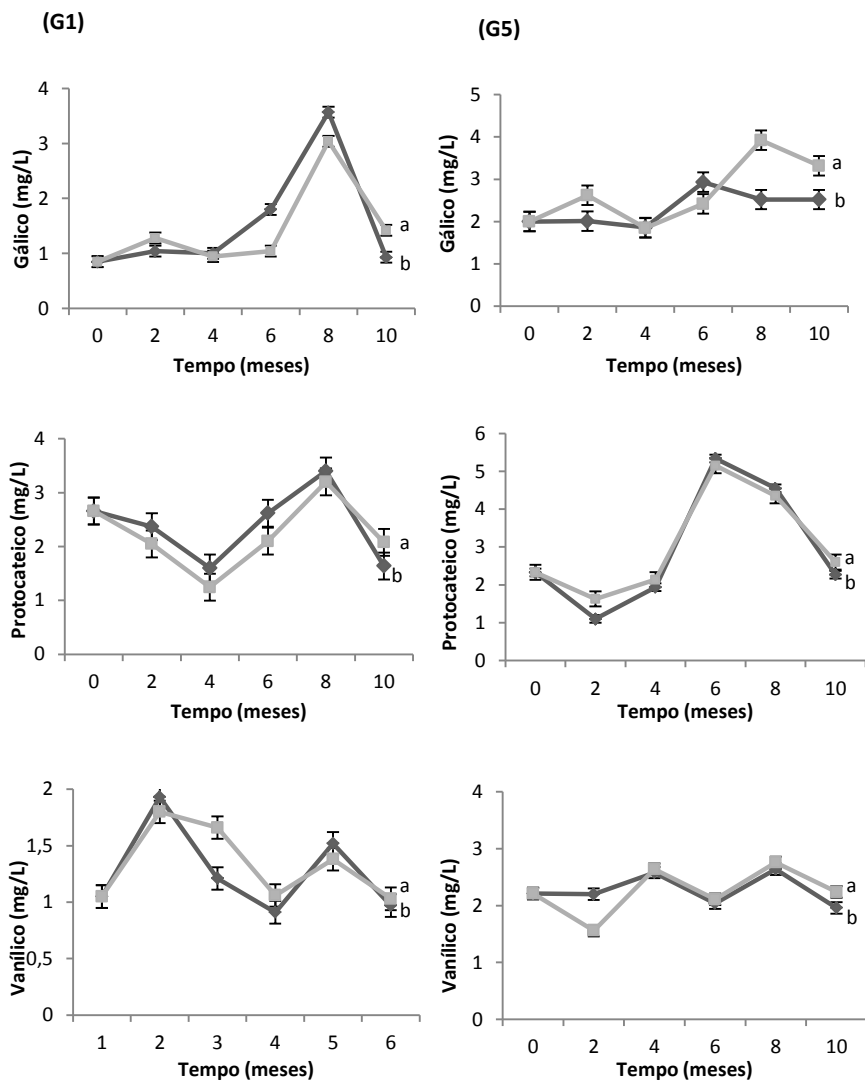 (G1)
(G5)
Gálico (mg/L)
4
3
2
1
0
0 2 4 6 8 10
Tempo (meses)
a
b
Gálico (mg/L)
5
4
3
2
1
0
0 2 4 6 8 10
Tempo (meses)
a
b
Protocateico (mg/L)
4
3
2
1
0
0 2 4 6 8 10
Tempo (meses)
a
b
Protocateico (mg/L)
6
5
4
3
2
1
0
0 2 4 6 8 10
Tempo (meses)
a
b
Vanílico (mg/L)
2
1,5
1
0,5
0
1 2 3 4 5 6
Tempo (meses)
a
b
Vanílico (mg/L)
4
3
2
1
0
0 2 4 6 8 10
Tempo (meses)
a
b